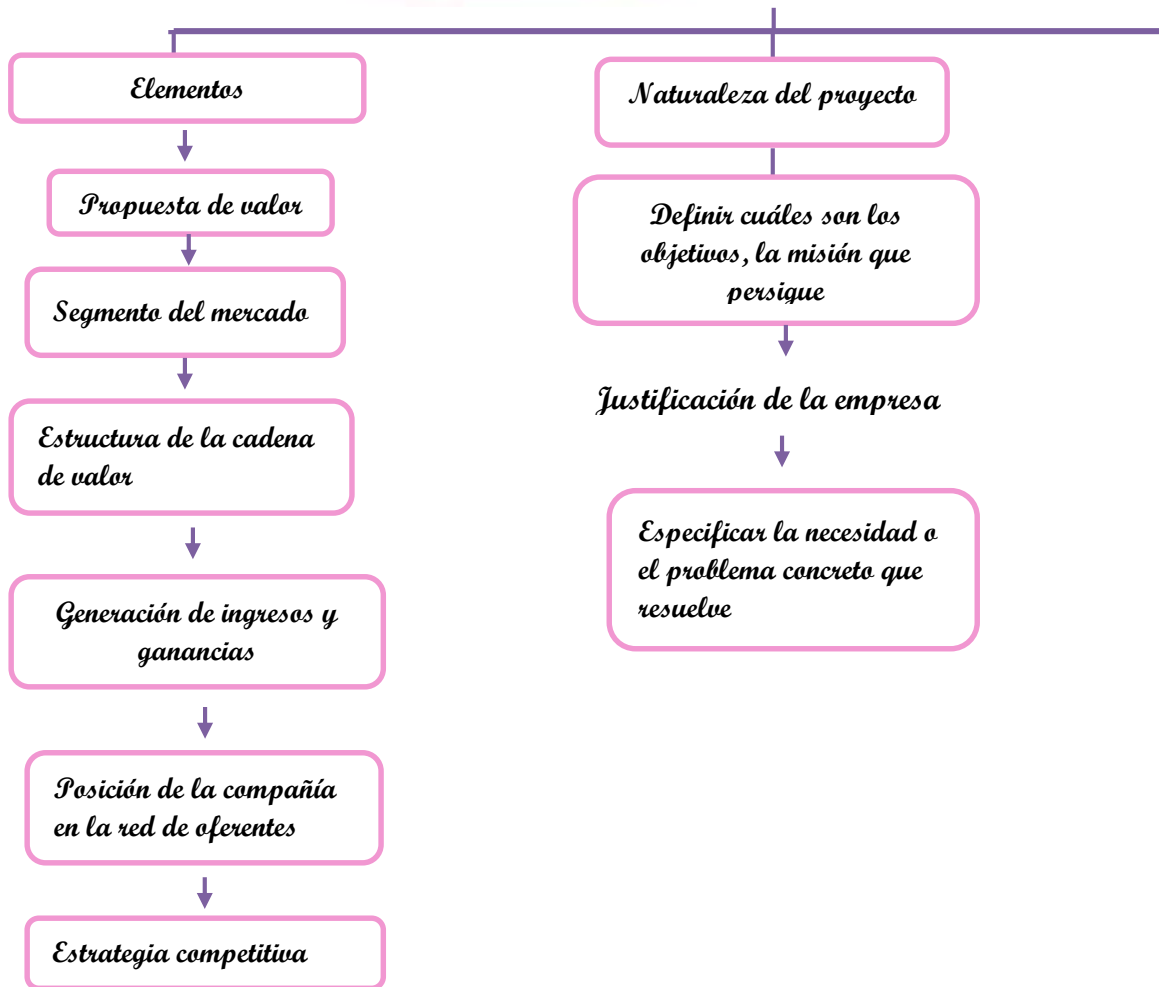 Elementos
Propuesta de valor
Segmento del mercado
Estructura de la cadena
de valor
Generación de ingresos y
ganancias
Posición de la compañía
en la red de oferentes
Estrategia competitiva
Naturaleza del proyecto
Definir cuáles son los
objetivos, la misión que
persigue
Justificación de la empresa
Especificar la necesidad o
el problema concreto que
resuelve